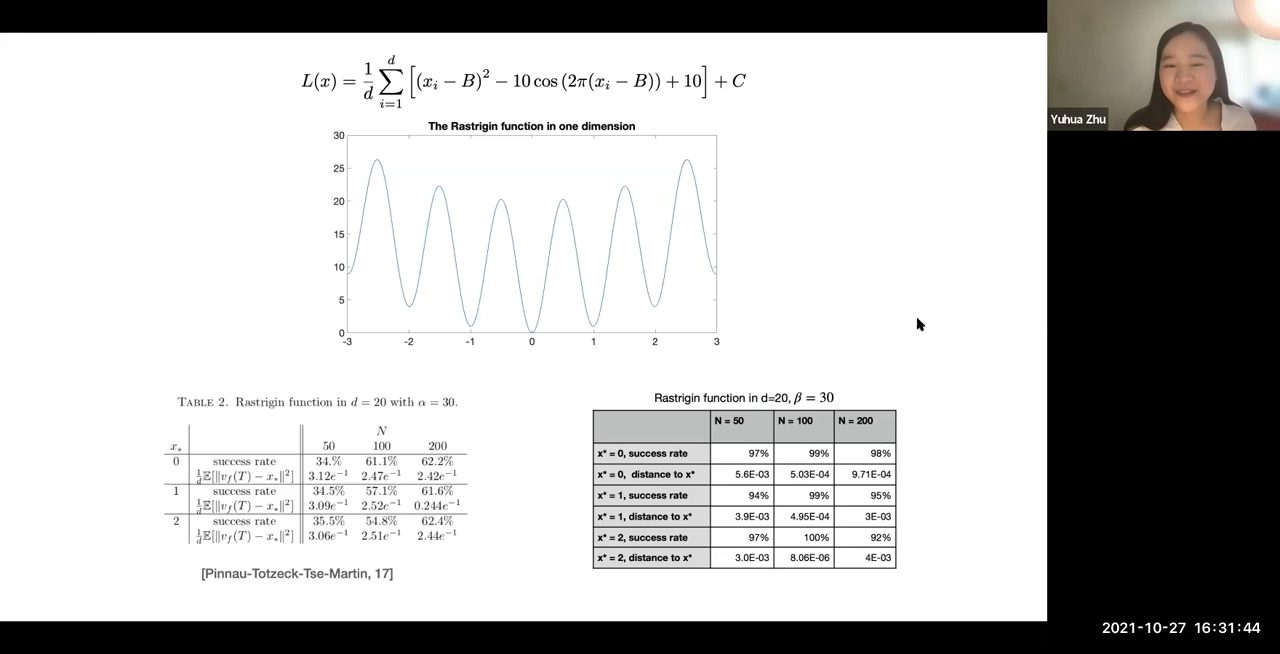 L(x) = \frac{1}{d} \sum_{i=1}^{d} \left[ (x_i - B)^2 - 10 \cos(2\pi(x_i - B)) + 10 \right] + C
Yuhua Zhu
The Rastrigin function in one dimension
30
25
20
15
10
5
0
-3 -2 -1 0 1 2 3
TABLE 2. Rastrigin function in d = 20 with α = 30.
N
x_* 50 100 200
0 success rate 34.% 61.1% 62.2%
\frac{1}{d}𝔼[‖v_f(T) − x_*‖²] 3.12e^{−1} 2.47e^{−1} 2.42e^{−1}
1 success rate 34.5% 57.1% 61.6%
\frac{1}{d}𝔼[‖v_f(T) − x_*‖²] 3.09e^{−1} 2.52e^{−1} 0.244e^{−1}
2 success rate 35.5% 54.8% 62.4%
\frac{1}{d}𝔼[‖v_f(T) − x_*‖²] 3.06e^{−1} 2.51e^{−1} 2.44e^{−1}
[Pinnau-Totzeck-Tse-Martin, 17]
Rastrigin function in d=20, β = 30
N = 50 N = 100 N = 200
x* = 0, success rate 97% 99% 98%
x* = 0, distance to x* 5.6E-03 5.03E-04 9.71E-04
x* = 1, success rate 94% 99% 95%
x* = 1, distance to x* 3.9E-03 4.95E-04 3E-03
x* = 2, success rate 97% 100% 92%
x* = 2, distance to x* 3.0E-03 8.06E-06 4E-03
2021-10-27 16:31:44